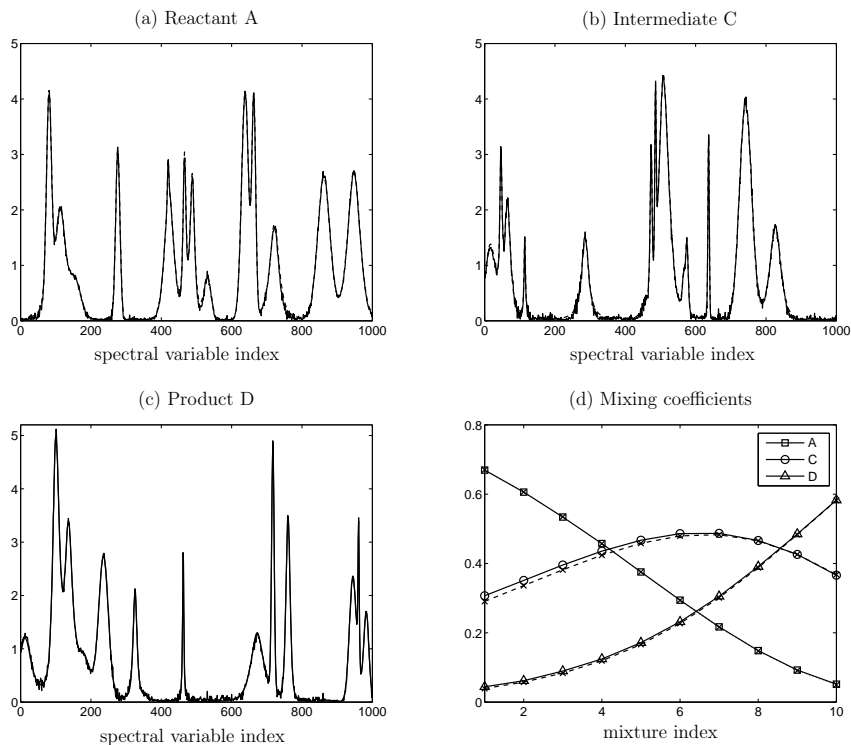 (a) Reactant A
(b) Intermediate C
5
4
3
2
1
0
0 200 400 600 800 1000
spectral variable index
5
4
3
2
1
0
0 200 400 600 800 1000
spectral variable index
(c) Product D
(d) Mixing coefficients
5
4
3
2
1
0
0 200 400 600 800 1000
spectral variable index
0.8
0.6
0.4
0.2
0
2 4 6 8 10
mixture index
A
C
D